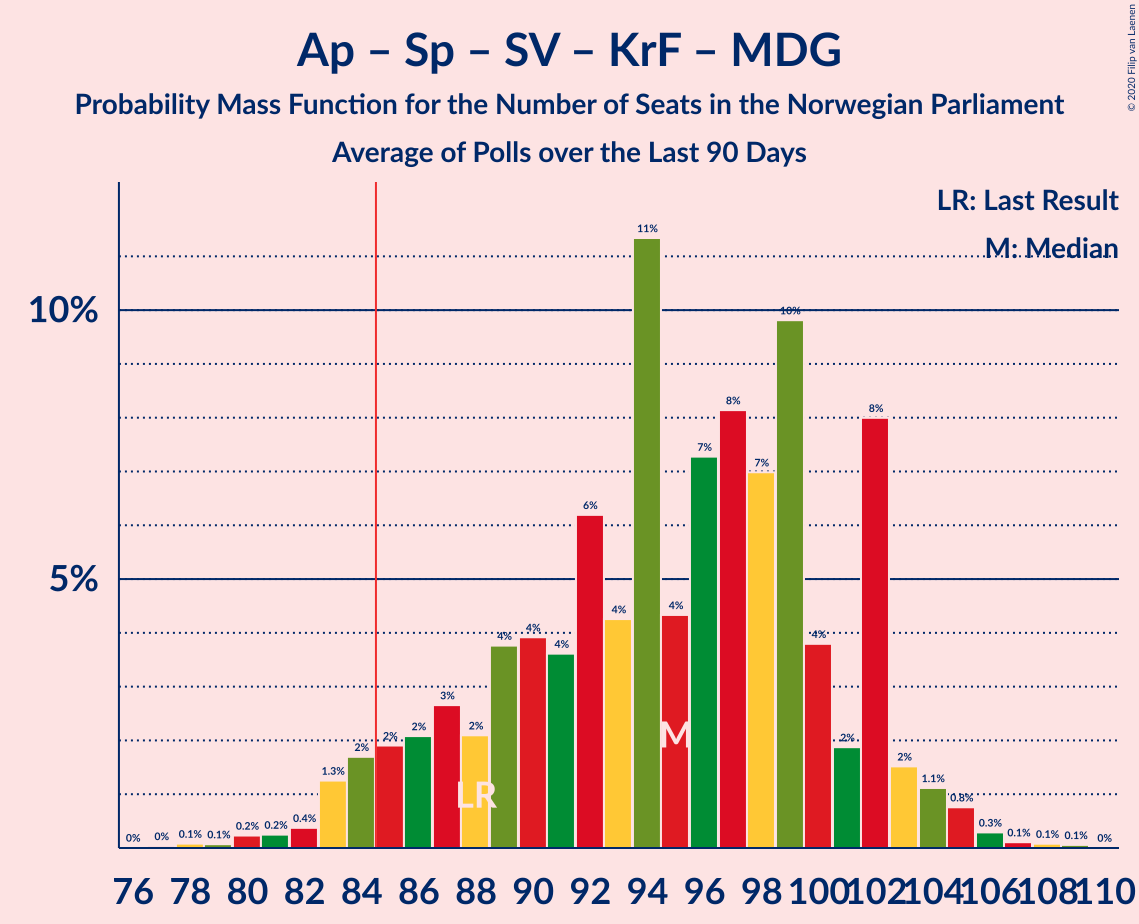 Ap – Sp – SV – KrF – MDG
Probability Mass Function for the Number of Seats in the Norwegian Parliament
Average of Polls over the Last 90 Days
© 2020 Filip van Laenen
LR: Last Result
M: Median
10%
5%
0% 0% 0.1% 0.1% 0.2% 0.2% 0.4% 1.3% 2% 2% 2% 3% 2% 4% 4% 4% 6% 4% 11% 4% 7% 8% 7% 10% 4% 2% 8% 2% 1.1% 0.8% 0.3% 0.1% 0.1% 0.1% 0%
M
LR
76 78 80 82 84 86 88 90 92 94 96 98 100 102 104 106 108 110